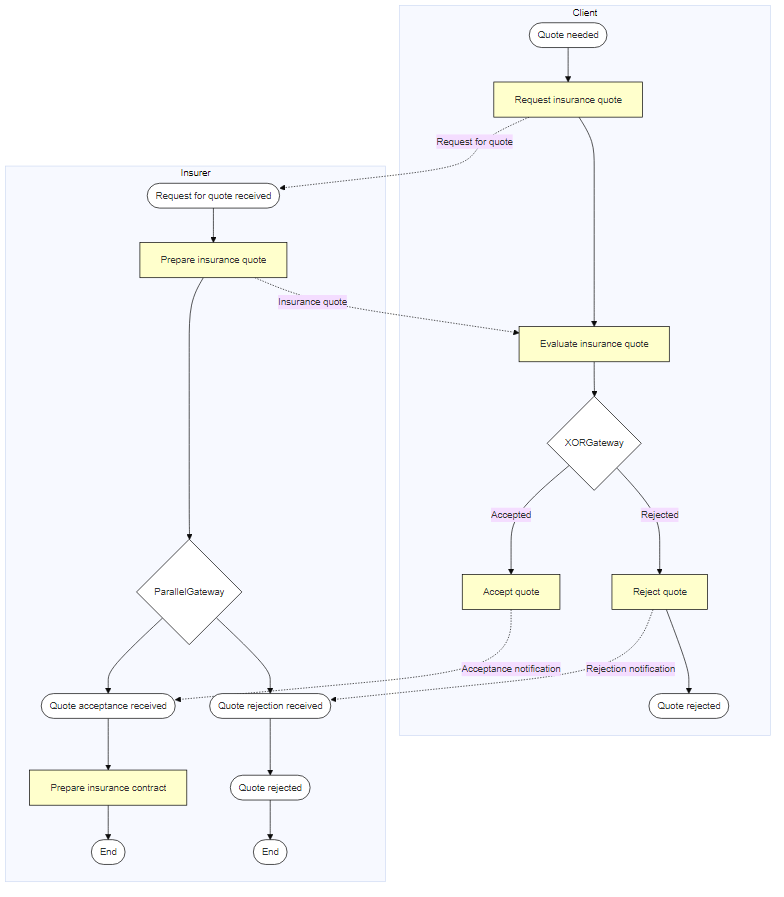 Client
Quote needed
Request insurance quote
Request for quote
Insurer
Request for quote received
Prepare insurance quote
Insurance quote
Evaluate insurance quote
XORGateway
Accepted
Rejected
Accept quote
Reject quote
ParallelGateway
Acceptance notification
Rejection notification
Quote acceptance received
Quote rejection received
Quote rejected
Prepare insurance contract
Quote rejected
End
End